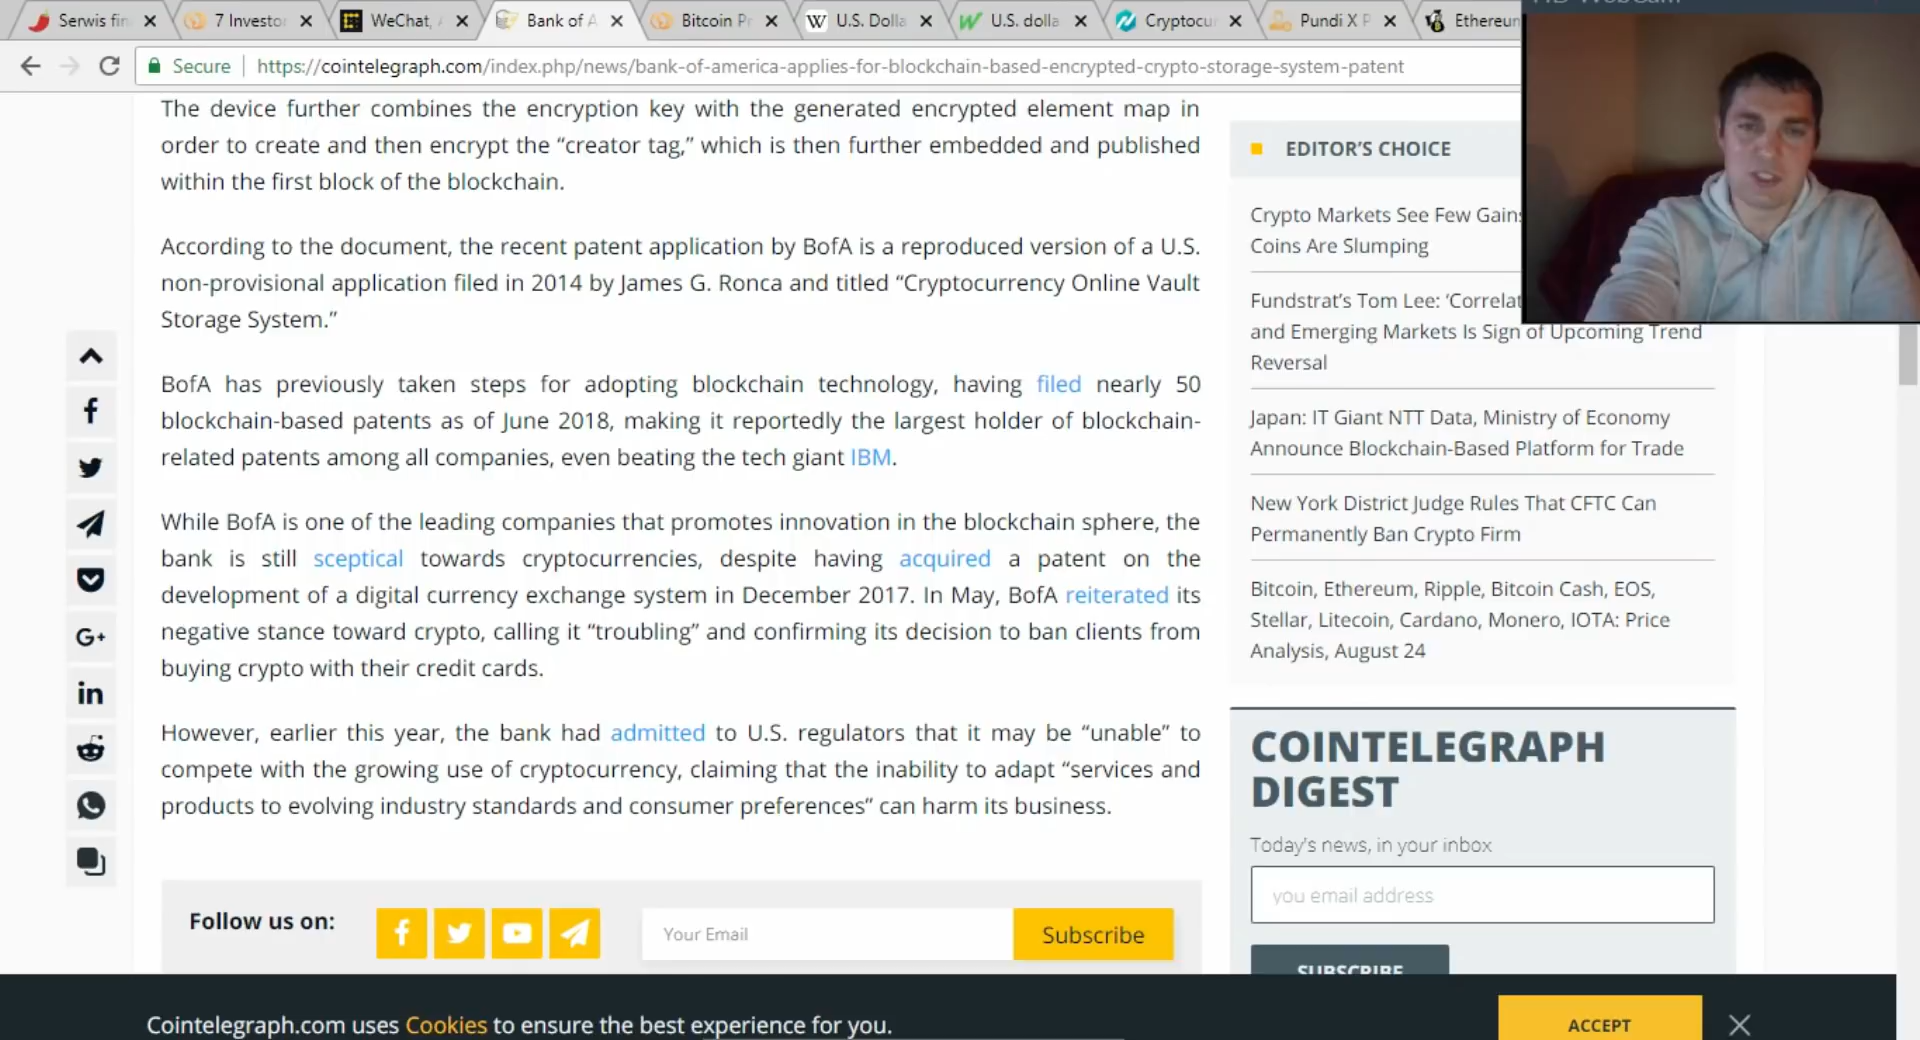 Serwis fin
7 Investo
WeChat,
Bank of A
Bitcoin P
U.S. Dolla
U.S. dolla
Cryptocu
Pundi X P
Ethereun
HD WebCam
Secure
https://cointelegraph.com/index.php/news/bank-of-america-applies-for-blockchain-based-encrypted-crypto-storage-system-patent
The device further combines the encryption key with the generated encrypted element map in
order to create and then encrypt the “creator tag,” which is then further embedded and published
within the first block of the blockchain.
According to the document, the recent patent application by BofA is a reproduced version of a U.S.
non-provisional application filed in 2014 by James G. Ronca and titled “Cryptocurrency Online Vault
Storage System.”
BofA has previously taken steps for adopting blockchain technology, having filed nearly 50
blockchain-based patents as of June 2018, making it reportedly the largest holder of blockchain-
related patents among all companies, even beating the tech giant IBM.
While BofA is one of the leading companies that promotes innovation in the blockchain sphere, the
bank is still sceptical towards cryptocurrencies, despite having acquired a patent on the
development of a digital currency exchange system in December 2017. In May, BofA reiterated its
negative stance toward crypto, calling it “troubling” and confirming its decision to ban clients from
buying crypto with their credit cards.
However, earlier this year, the bank had admitted to U.S. regulators that it may be “unable” to
compete with the growing use of cryptocurrency, claiming that the inability to adapt “services and
products to evolving industry standards and consumer preferences” can harm its business.
Follow us on:
Your Email
Subscribe
EDITOR’S CHOICE
Crypto Markets See Few Gains
Coins Are Slumping
Fundstrat’s Tom Lee: ‘Correlat
and Emerging Markets Is Sign of Upcoming Trend
Reversal
Japan: IT Giant NTT Data, Ministry of Economy
Announce Blockchain-Based Platform for Trade
New York District Judge Rules That CFTC Can
Permanently Ban Crypto Firm
Bitcoin, Ethereum, Ripple, Bitcoin Cash, EOS,
Stellar, Litecoin, Cardano, Monero, IOTA: Price
Analysis, August 24
COINTELEGRAPH
DIGEST
Today's news, in your inbox
you email address
SUBSCRIBE
Cointelegraph.com uses Cookies to ensure the best experience for you.
ACCEPT